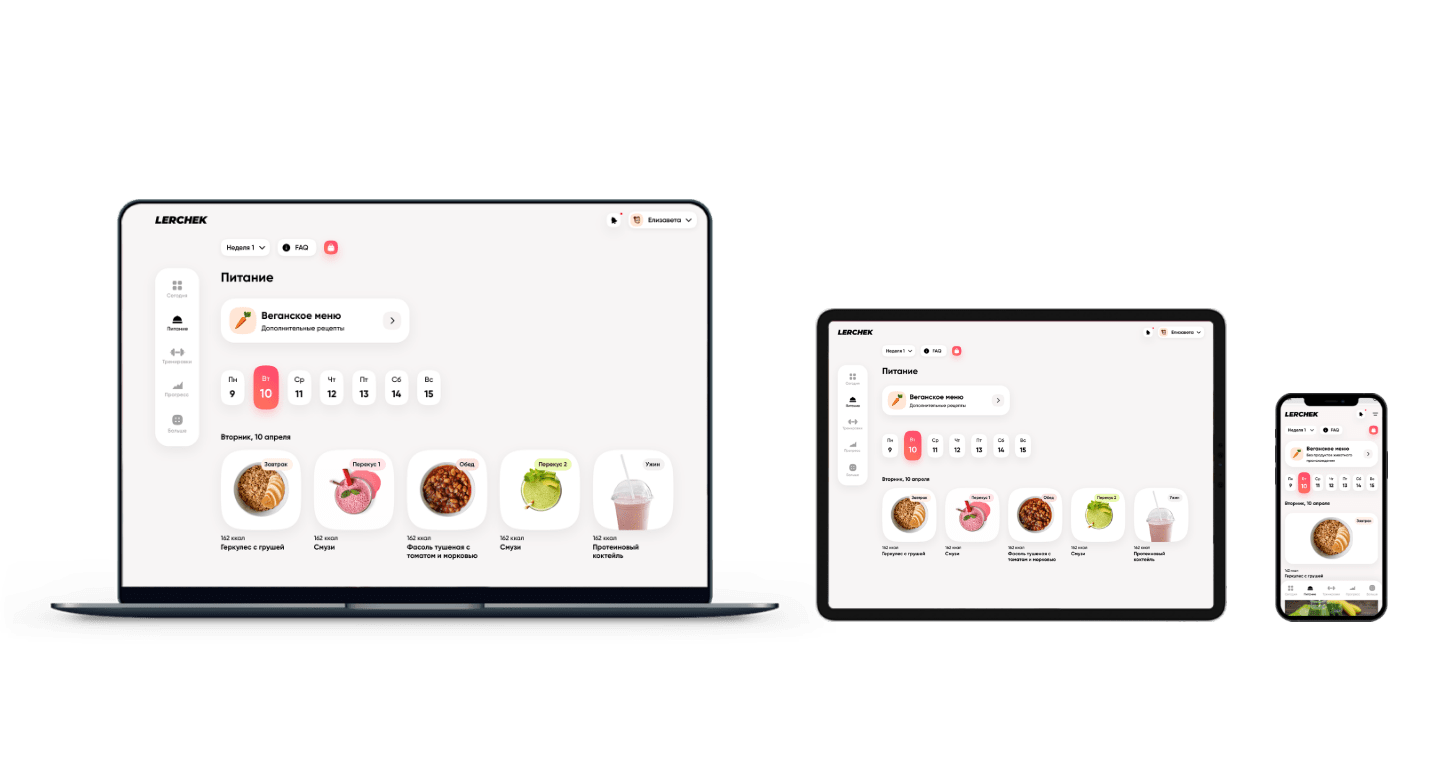 LERCHEK
Елизавета
Неделя 1
FAQ
Питание
Сегодня
Питание
Тренировки
Прогресс
Больше
Веганское меню
Дополнительные рецепты
Пн Вт Ср Чт Пт Сб Вс
9 10 11 12 13 14 15
Вторник, 10 апреля
Завтрак
Перекус 1
Обед
Перекус 2
Ужин
162 ккал
Геркулес с грушей
162 ккал
Смузи
162 ккал
Фасоль тушеная с
томатом и морковью
162 ккал
Смузи
162 ккал
Протеиновый
коктейль
LERCHEK
Елизавета
Неделя 1
FAQ
Питание
Сегодня
Питание
Тренировки
Прогресс
Больше
Веганское меню
Дополнительные рецепты
Пн Вт Ср Чт Пт Сб Вс
9 10 11 12 13 14 15
Вторник, 10 апреля
Завтрак
Перекус 1
Обед
Перекус 2
Ужин
162 ккал
Геркулес с грушей
162 ккал
Смузи
162 ккал
Фасоль тушеная с
томатом и морковью
162 ккал
Смузи
162 ккал
Протеиновый
коктейль
LERCHEK
Неделя 1
FAQ
Веганское меню
Без продуктов животного
происхождения
Пн Вт Ср Чт Пт Сб Вс
9 10 11 12 13 14 15
Вторник, 10 апреля
Завтрак
162 ккал
Геркулес с грушей
Питание